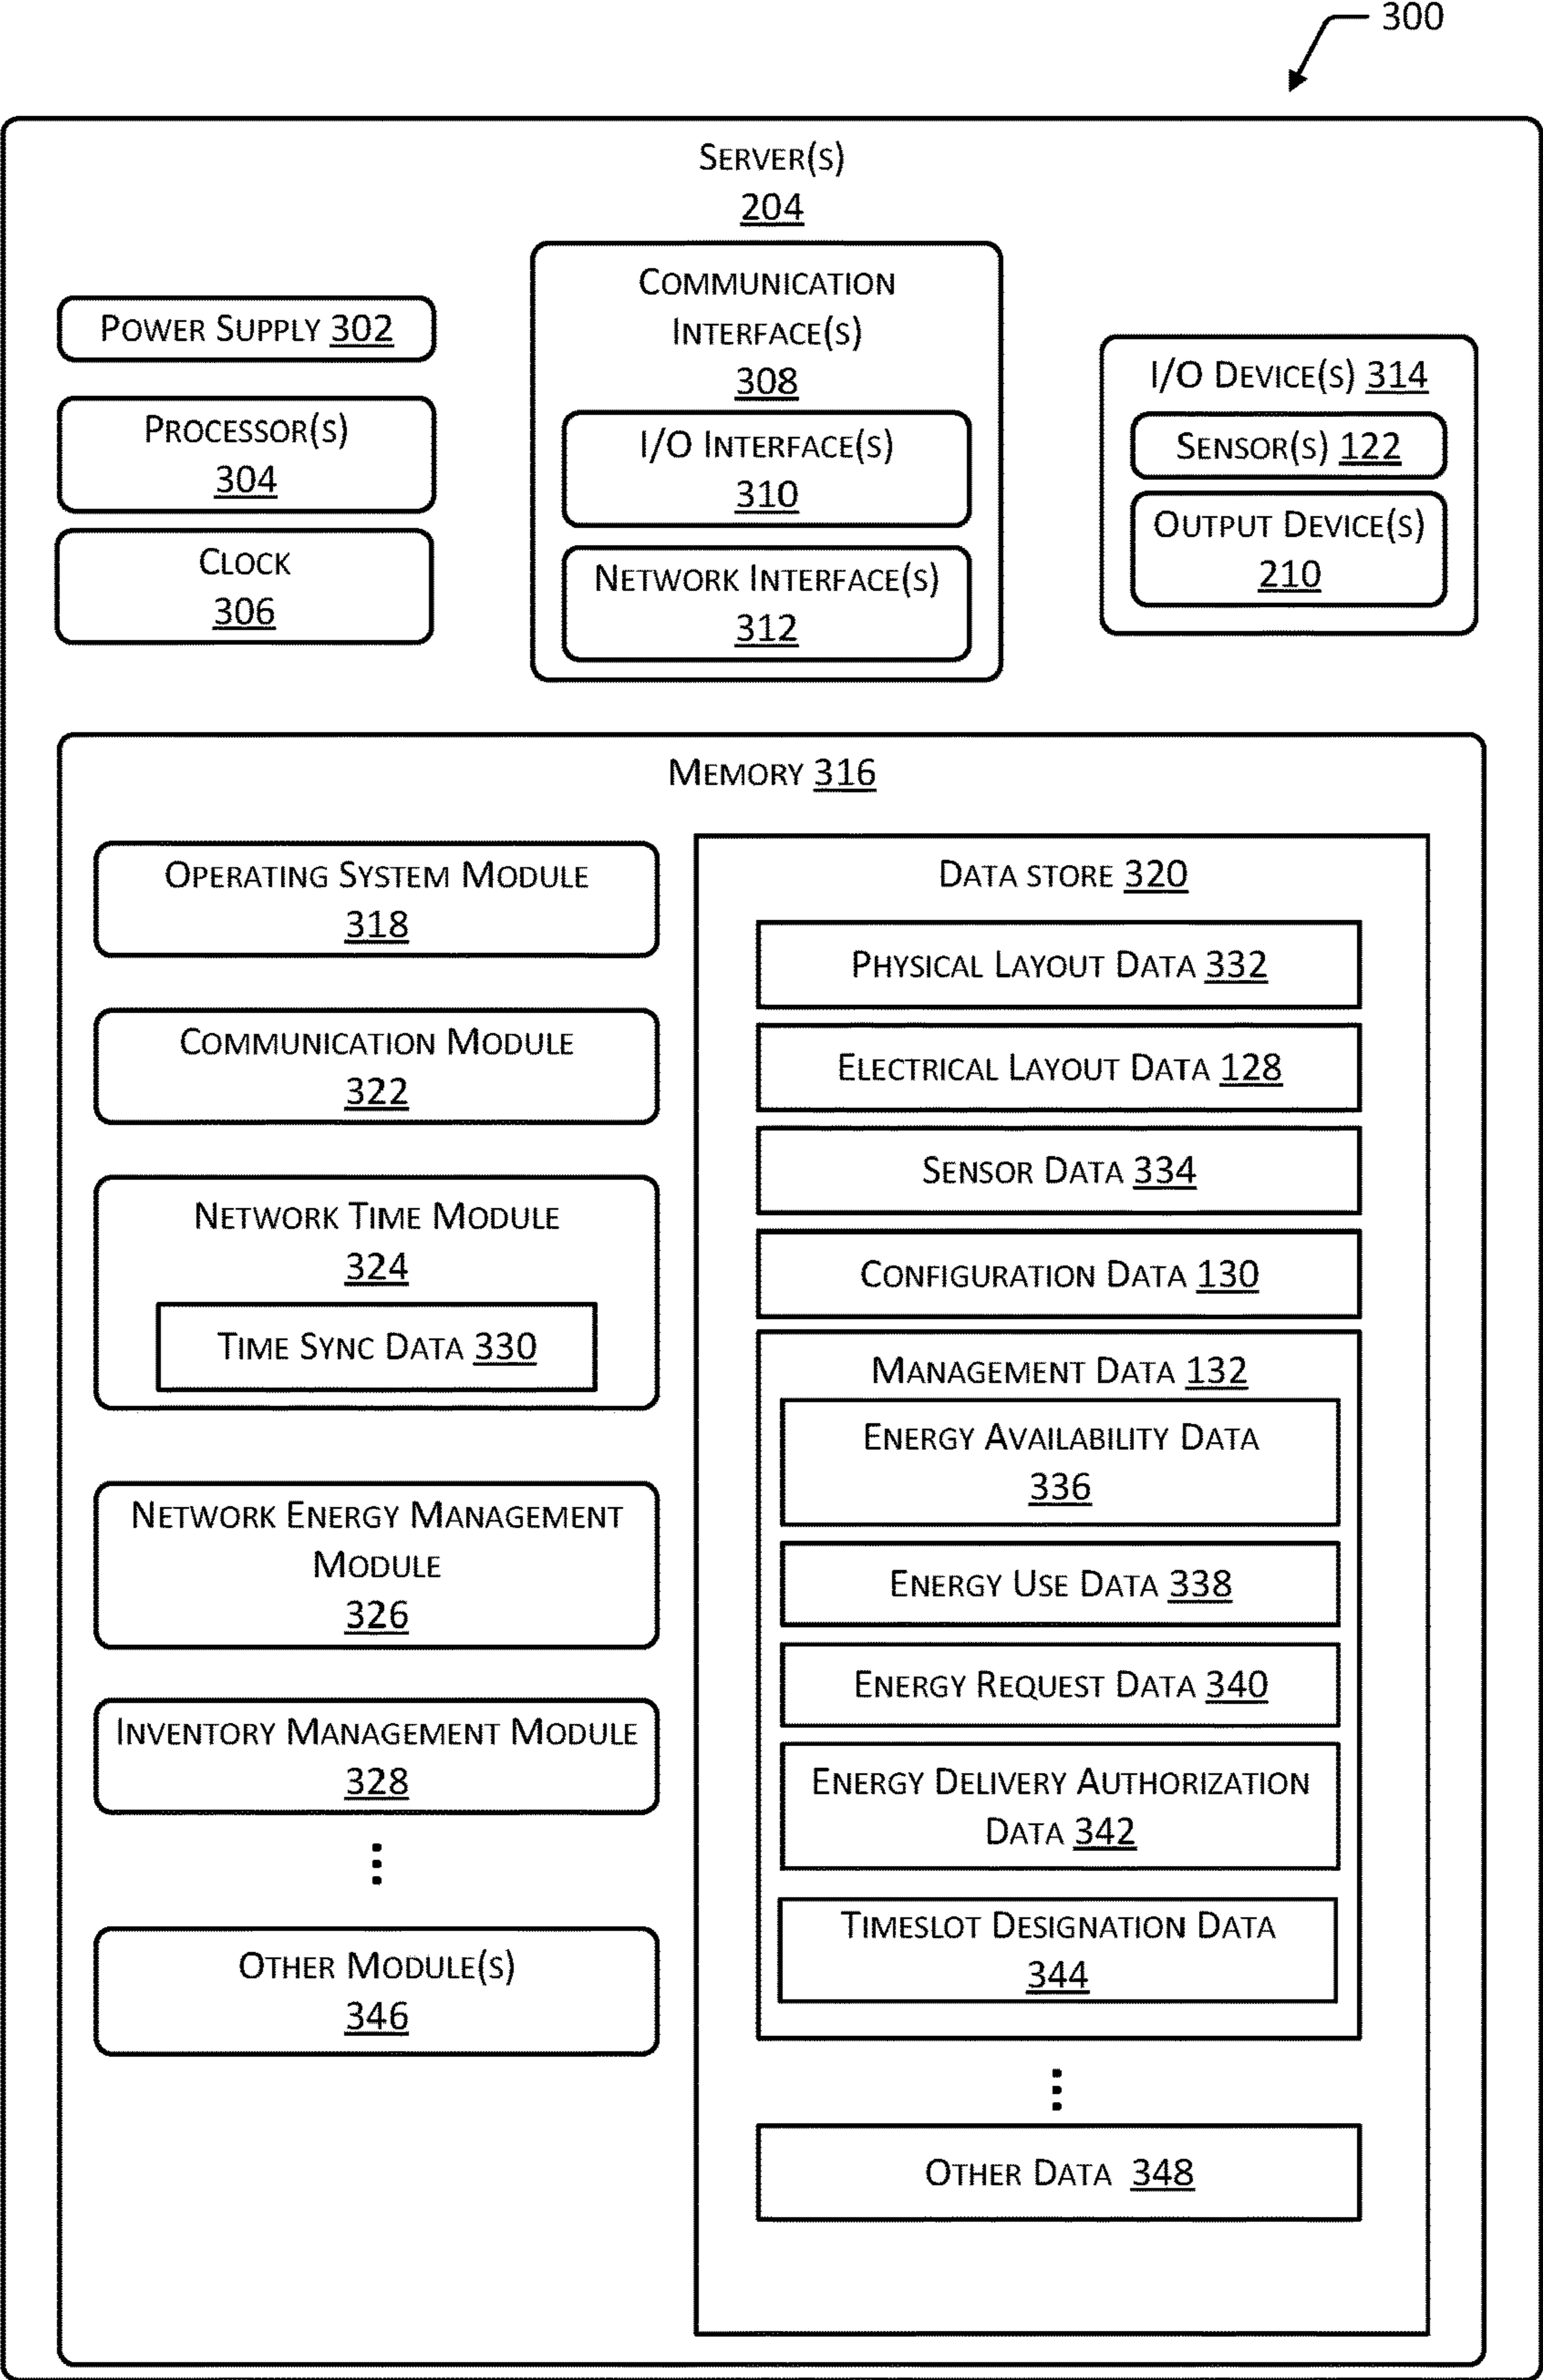 300
SERVER(S)
204
POWER SUPPLY 302
PROCESSOR(S)
304
CLOCK
306
COMMUNICATION
INTERFACE(S)
308
I/O INTERFACE(S)
310
NETWORK INTERFACE(S)
312
I/O DEVICE(S) 314
SENSOR(S) 122
OUTPUT DEVICE(S)
210
MEMORY 316
OPERATING SYSTEM MODULE
318
COMMUNICATION MODULE
322
NETWORK TIME MODULE
324
TIME SYNC DATA 330
NETWORK ENERGY MANAGEMENT
MODULE
326
INVENTORY MANAGEMENT MODULE
328
OTHER MODULE(S)
346
DATA STORE 320
PHYSICAL LAYOUT DATA 332
ELECTRICAL LAYOUT DATA 128
SENSOR DATA 334
CONFIGURATION DATA 130
MANAGEMENT DATA 132
ENERGY AVAILABILITY DATA
336
ENERGY USE DATA 338
ENERGY REQUEST DATA 340
ENERGY DELIVERY AUTHORIZATION
DATA 342
TIMESLOT DESIGNATION DATA
344
OTHER DATA 348